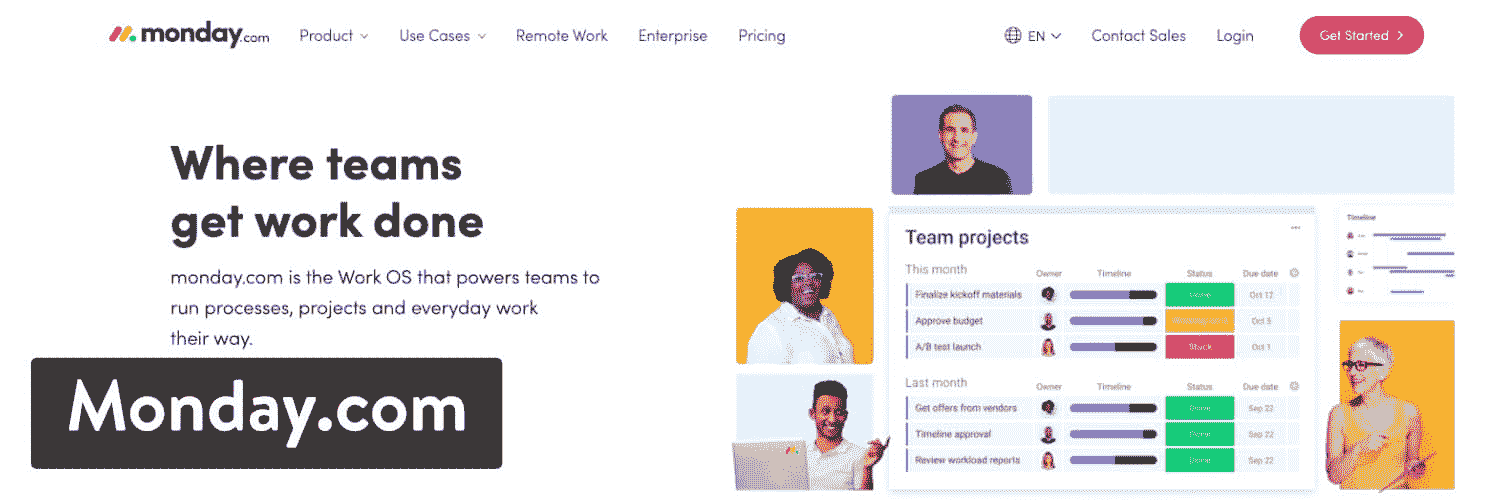 monday.com
Product
Use Cases
Remote Work
Enterprise
Pricing
EN
Contact Sales
Login
Get Started
Where teams
get work done
monday.com is the Work OS that powers teams to
run processes, projects and everyday work
their way.
Monday.com
Team projects
This month Owner Timeline Status Due date
Finalize kickoff materials Done Oct 12
Approve budget Oct 5
A/B test launch Stuck Oct 1
Last month Owner Timeline Status Due date
Get offers from vendors Done Sep 22
Timeline approval Done Sep 22
Review workload reports Done Sep 22
Timeline